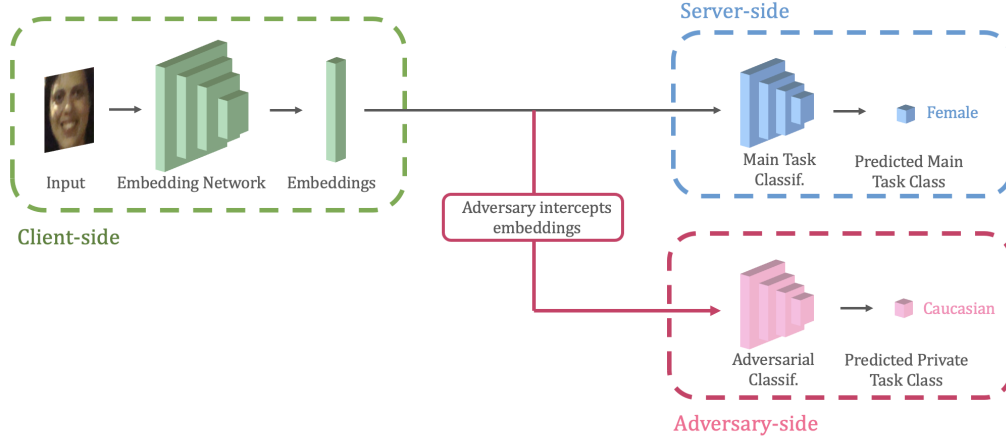 Server-side
Female
Input
Embedding Network
Embeddings
Main Task
Classif.
Predicted Main
Task Class
Client-side
Adversary intercepts
embeddings
Caucasian
Adversarial
Classif.
Predicted Private
Task Class
Adversary-side